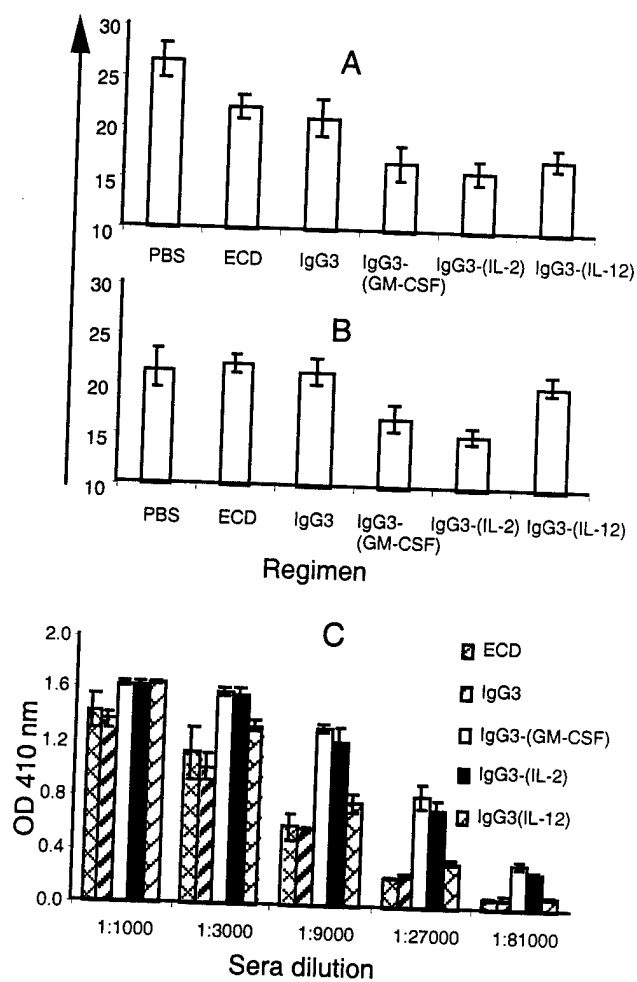 30
25
20
15
10
A
PBS ECD IgG3 IgG3-(GM-CSF) IgG3-(IL-2) IgG3-(IL-12)
30
25
20
15
10
B
PBS ECD IgG3 IgG3-(GM-CSF) IgG3-(IL-2) IgG3-(IL-12)
Regimen
C
OD 410 nm
2.0
1.6
1.2
0.8
0.4
0.0
ECD
IgG3
IgG3-(GM-CSF)
IgG3-(IL-2)
IgG3(IL-12)
1:1000 1:3000 1:9000 1:27000 1:81000
Sera dilution